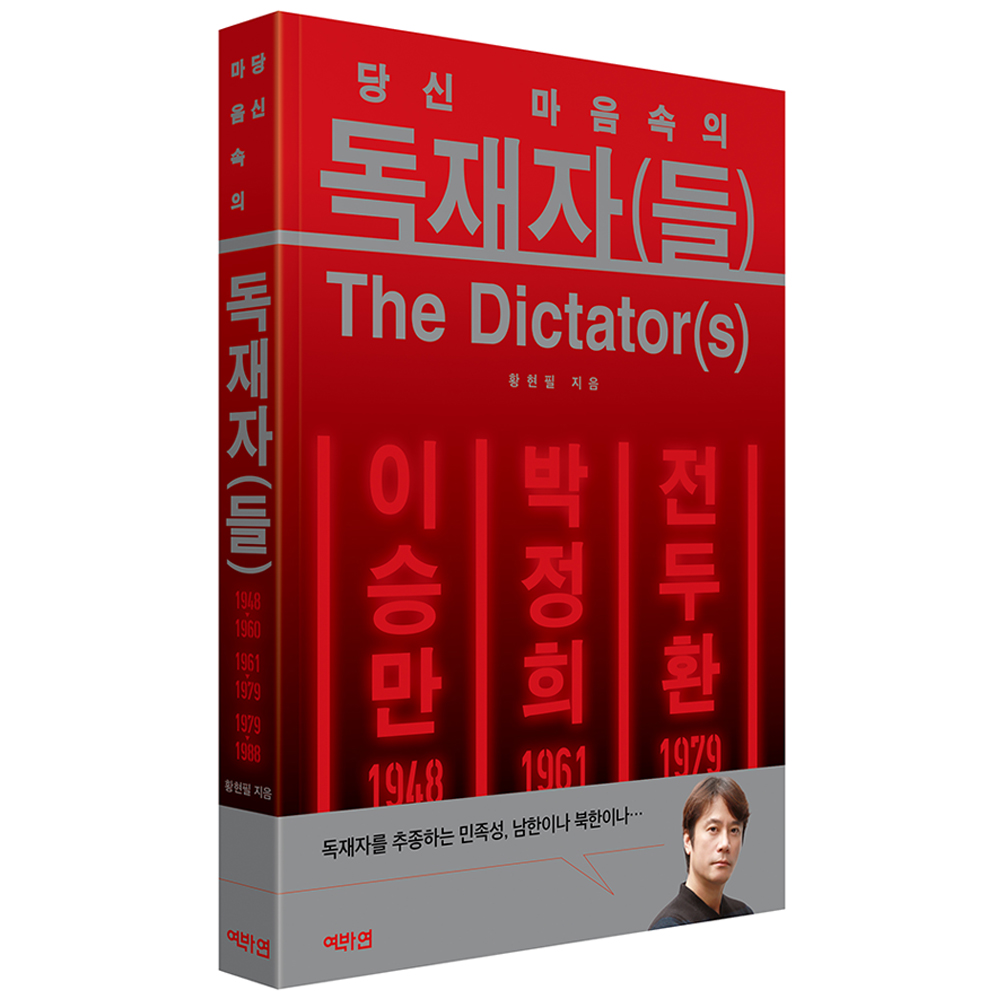 당신 마음속의
독재자(들)
The Dictator(s)
황현필 지음
이승만
1948
박정희
1961
전두환
1979
독재자를 추종하는 민족성, 남한이나 북한이나…
역바연
당신
마음속의
독재자(들)
1948
1960
1961
1979
1979
1988
황현필 지음
역바연